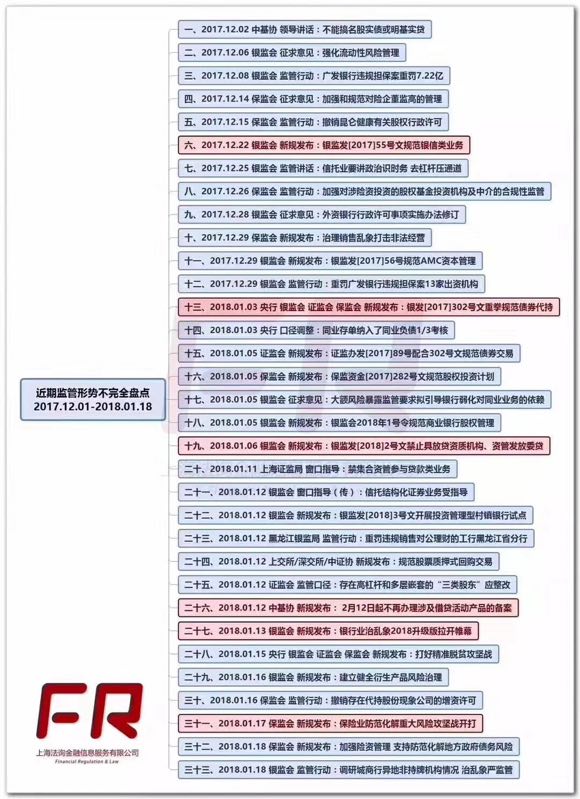 一、2017.12.02 中基协 领导讲话：不能搞名股实债或明基实贷
二、2017.12.06 银监会 征求意见：强化流动性风险管理
三、2017.12.08 银监会 监管行动：广发银行违规担保案重罚7.22亿
四、2017.12.14 保监会 征求意见：加强和规范对险企董监高的管理
五、2017.12.15 保监会 监管行动：撤销昆仑健康有关股权行政许可
六、2017.12.22 银监会 新规发布：银监发[2017]55号文规范银信类业务
七、2017.12.25 银监会 监管讲话：信托业要讲政治识时务 去杠杆压通道
八、2017.12.26 保监会 监管行动：加强对涉险资投资的股权基金投资机构及中介的合规性监管
九、2017.12.28 银监会 征求意见：外资银行行政许可事项实施办法修订
十、2017.12.29 保监会 新规发布：治理销售乱象打击非法经营
十一、2017.12.29 银监会 新规发布：银监发[2017]56号规范AMC资本管理
十二、2017.12.29 银监会 监管行动：重罚广发银行违规担保案13家出资机构
十三、2018.01.03 央行 银监会 证监会 保监会 新规发布：银发[2017]302号文重拳规范债券代持
十四、2018.01.03 央行 口径调整：同业存单纳入了同业负债1/3考核
十五、2018.01.05 证监会 新规发布：证监办发[2017]89号配合302号文规范债券交易
近期监管形势不完全盘点
2017.12.01-2018.01.18
十六、2018.01.05 保监会 新规发布：保监资金[2017]282号文规范股权投资计划
十七、2018.01.05 银监会 征求意见：大额风险暴露监管要求拟引导银行弱化对同业业务的依赖
十八、2018.01.05 银监会 新规发布：银监会2018年1号令规范商业银行股权管理
十九、2018.01.06 银监会 新规发布：银监发[2018]2号文禁止具放贷资质机构、资管发放委贷
二十、2018.01.11 上海证监局 窗口指导：禁集合资管参与贷款类业务
二十一、2018.01.12 银监会 窗口指导（传）：信托结构化证券业务受指导
二十二、2018.01.12 银监会 新规发布：银监发[2018]3号文开展投资管理型村镇银行试点
二十三、2018.01.12 黑龙江银监局 监管行动：重罚违规销售对公理财的工行黑龙江省分行
二十四、2018.01.12 上交所/深交所/中证协 新规发布：规范股票质押式回购交易
二十五、2018.01.12 证监会 监管口径：存在高杠杆和多层嵌套的“三类股东”应整改
二十六、2018.01.12 中基协 新规发布： 2月12日起不再办理涉及借贷活动产品的备案
二十七、2018.01.13 银监会 新规发布：银行业治乱象2018升级版拉开帷幕
二十八、2018.01.15 央行 银监会 证监会 保监会 新规发布：打好精准脱贫攻坚战
二十九、2018.01.16 银监会 新规发布：建立健全衍生产品风险治理
三十、2018.01.16 保监会 监管行动：撤销存在代持股份现象公司的增资许可
三十一、2018.01.17 保监会 新规发布：保险业防范化解重大风险攻坚战开打
三十二、2018.01.18 保监会 新规发布：加强险资管理 支持防范化解地方政府债务风险
三十三、2018.01.18 银监会 监管行动：调研城商行异地非持牌机构情况 治乱象严监管
FR
上海法询金融信息服务有限公司
Financial Regulation & Law